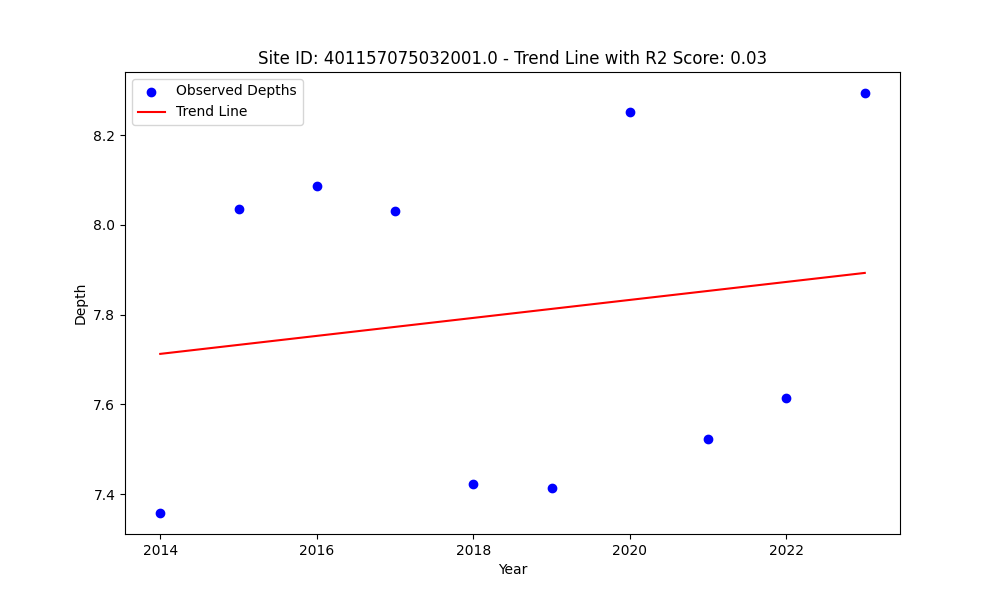 Site ID: 401157075032001.0 - Trend Line with R2 Score: 0.03
Observed Depths
Trend Line
8.2
8.0
7.8
7.6
7.4
Depth
2014
2016
2018
2020
2022
Year